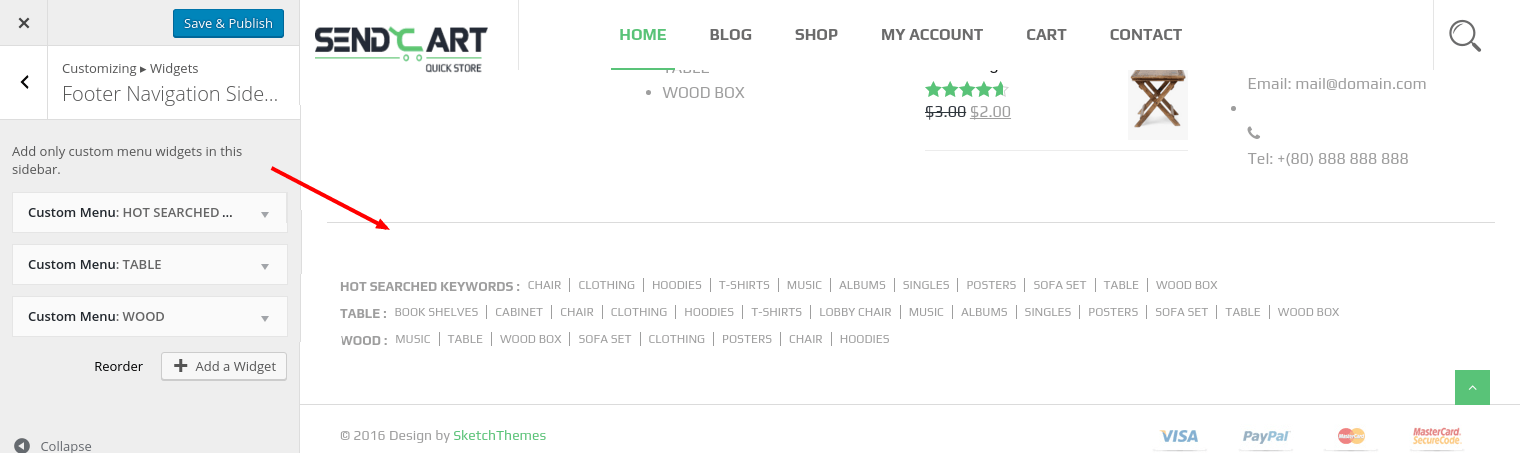 Save & Publish
Customizing ▸ Widgets
Footer Navigation Side...
Add only custom menu widgets in this
sidebar.
Custom Menu: HOT SEARCHED ...
Custom Menu: TABLE
Custom Menu: WOOD
Reorder
Add a Widget
Collapse
SENDY CART
QUICK STORE
HOME BLOG SHOP MY ACCOUNT CART CONTACT
TABLE
WOOD BOX
$3.00 $2.00
Email: mail@domain.com
Tel: +(80) 888 888 888
HOT SEARCHED KEYWORDS : CHAIR | CLOTHING | HOODIES | T-SHIRTS | MUSIC | ALBUMS | SINGLES | POSTERS | SOFA SET | TABLE | WOOD BOX
TABLE : BOOK SHELVES | CABINET | CHAIR | CLOTHING | HOODIES | T-SHIRTS | LOBBY CHAIR | MUSIC | ALBUMS | SINGLES | POSTERS | SOFA SET | TABLE | WOOD BOX
WOOD : MUSIC | TABLE | WOOD BOX | SOFA SET | CLOTHING | POSTERS | CHAIR | HOODIES
© 2016 Design by SketchThemes
VISA PayPal MasterCard MasterCard.
SecureCode.